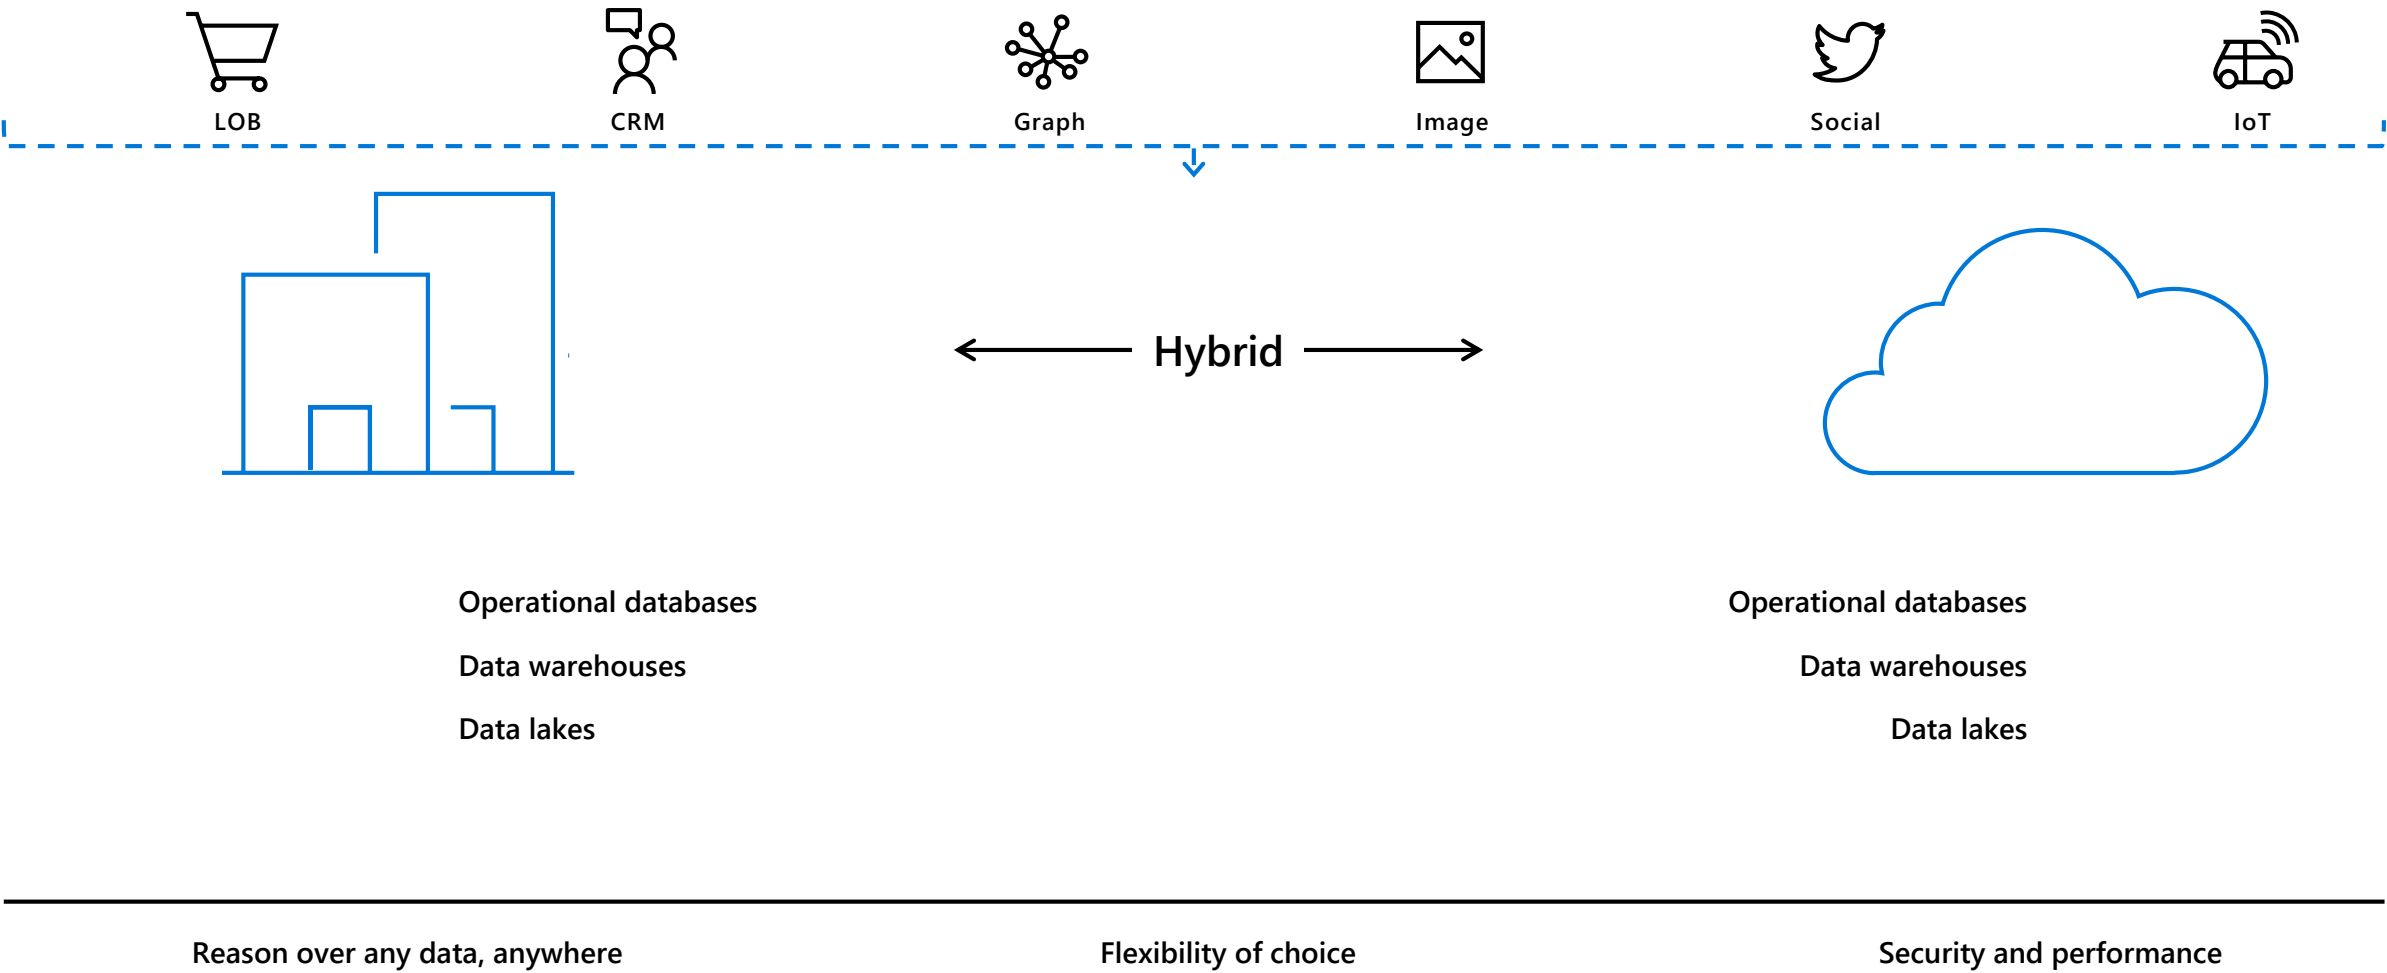 LOB
CRM
Graph
Image
Social
IoT
Hybrid
Operational databases
Data warehouses
Data lakes
Operational databases
Data warehouses
Data lakes
Reason over any data, anywhere
Flexibility of choice
Security and performance